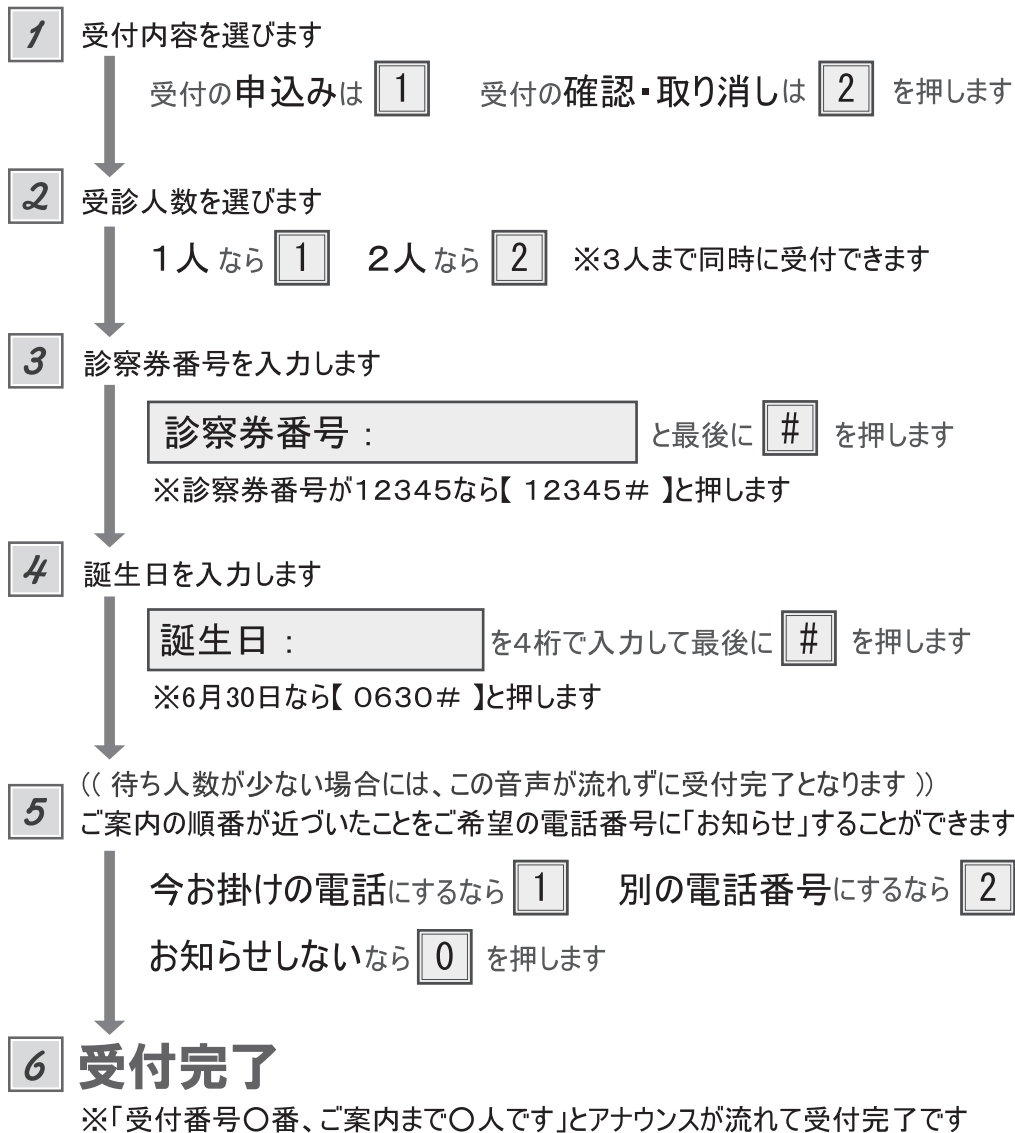 1 受付内容を選びます
受付の申込みは 1 受付の確認・取り消しは 2 を押します
2 受診人数を選びます
1人なら 1 2人なら 2 ※3人まで同時に受付できます
3 診察券番号を入力します
診察券番号： と最後に # を押します
※診察券番号が12345なら【 12345＃ 】と押します
4 誕生日を入力します
誕生日： を4桁で入力して最後に # を押します
※6月30日なら【 0630＃ 】と押します
(( 待ち人数が少ない場合には、この音声が流れずに受付完了となります ))
5 ご案内の順番が近づいたことをご希望の電話番号に「お知らせ」することができます
今お掛けの電話にするなら 1 別の電話番号にするなら 2
お知らせしないなら 0 を押します
6 受付完了
※「受付番号〇番、ご案内まで〇人です」とアナウンスが流れて受付完了です